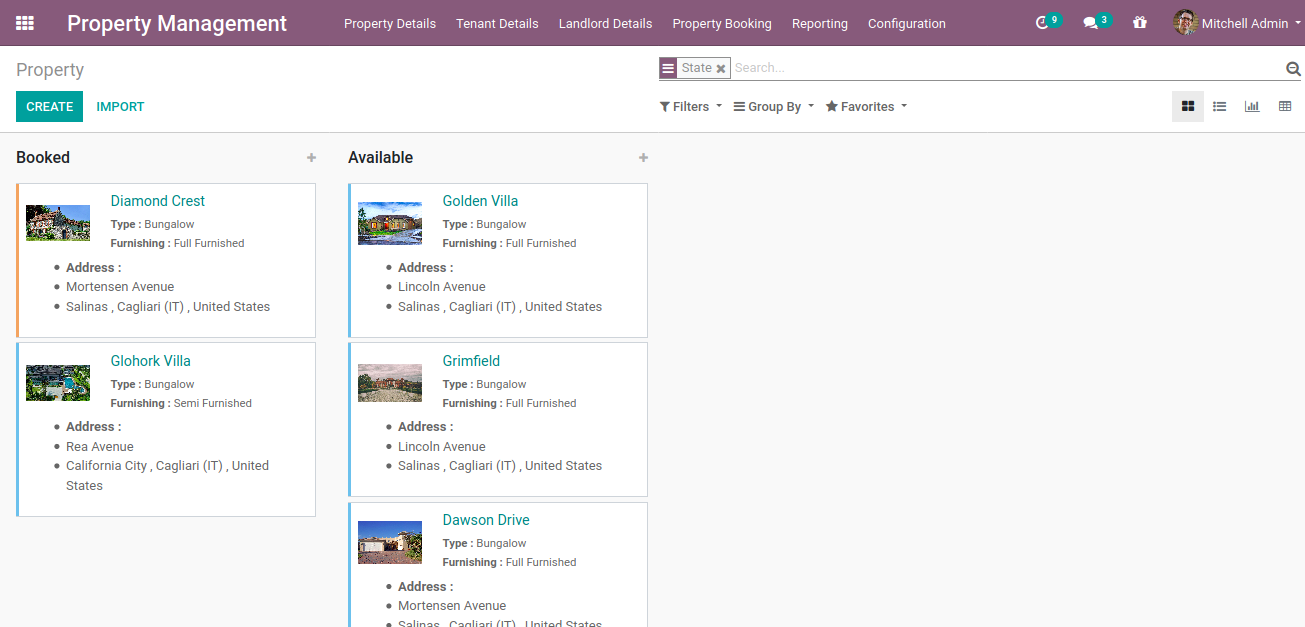 Property Management
Property Details
Tenant Details
Landlord Details
Property Booking
Reporting
Configuration
9
3
Mitchell Admin
Property
State
Search...
CREATE
IMPORT
Filters
Group By
Favorites
Booked
Diamond Crest
Type : Bungalow
Furnishing : Full Furnished
Address :
Mortensen Avenue
Salinas , Cagliari (IT) , United States
Glohork Villa
Type : Bungalow
Furnishing : Semi Furnished
Address :
Rea Avenue
California City , Cagliari (IT) , United
States
Available
Golden Villa
Type : Bungalow
Furnishing : Full Furnished
Address :
Lincoln Avenue
Salinas , Cagliari (IT) , United States
Grimfield
Type : Bungalow
Furnishing : Full Furnished
Address :
Lincoln Avenue
Salinas , Cagliari (IT) , United States
Dawson Drive
Type : Bungalow
Furnishing : Full Furnished
Address :
Mortensen Avenue
Salinas , Cagliari (IT) , United States